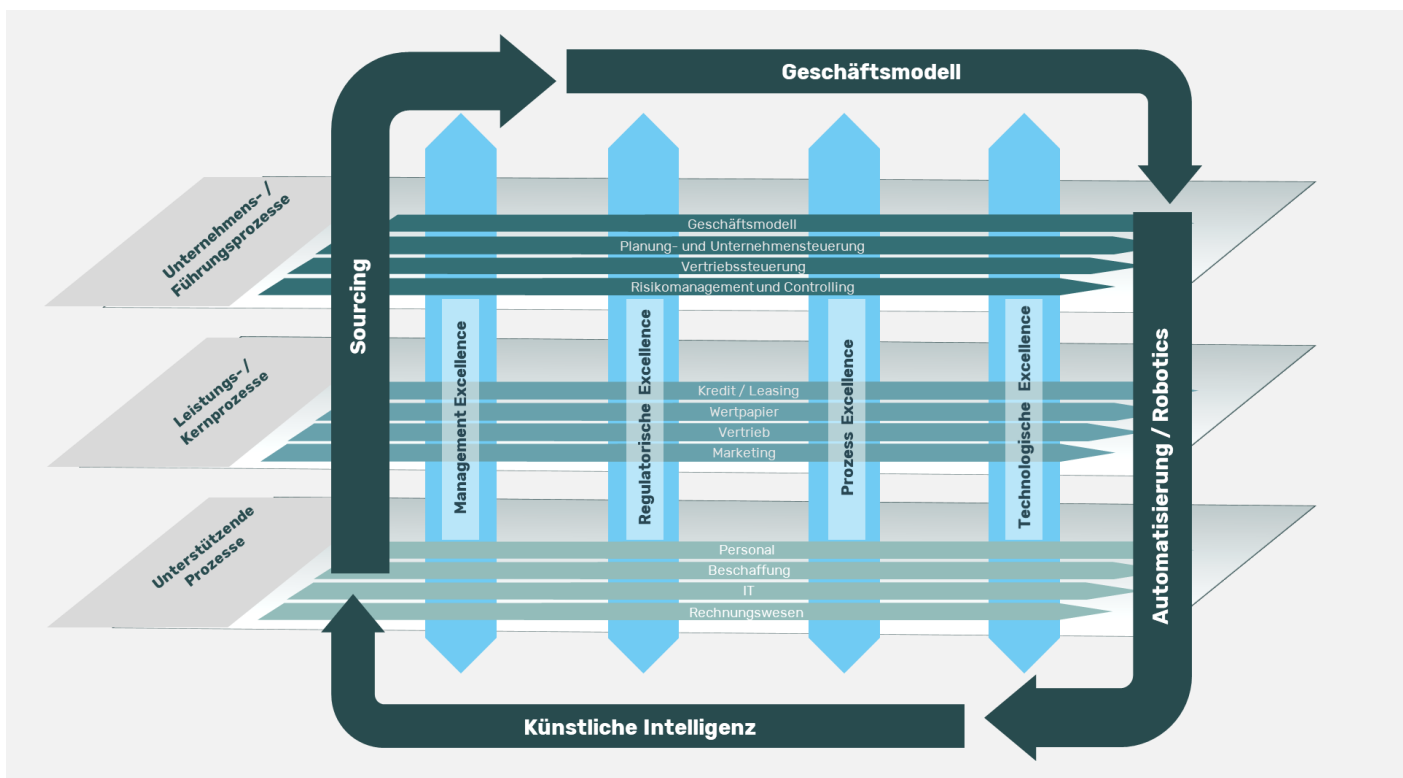 Geschäftsmodell
Unternehmens- /
Führungsprozesse
Geschäftsmodell
Planung- und Unternehmensteuerung
Vertriebssteuerung
Risikomanagement und Controlling
Sourcing
Management Excellence
Regulatorische Excellence
Prozess Excellence
Technologische Excellence
Automatisierung / Robotics
Leistungs- /
Kernprozesse
Kredit / Leasing
Wertpapier
Vertrieb
Marketing
Unterstützende
Prozesse
Personal
Beschaffung
IT
Rechnungswesen
Künstliche Intelligenz